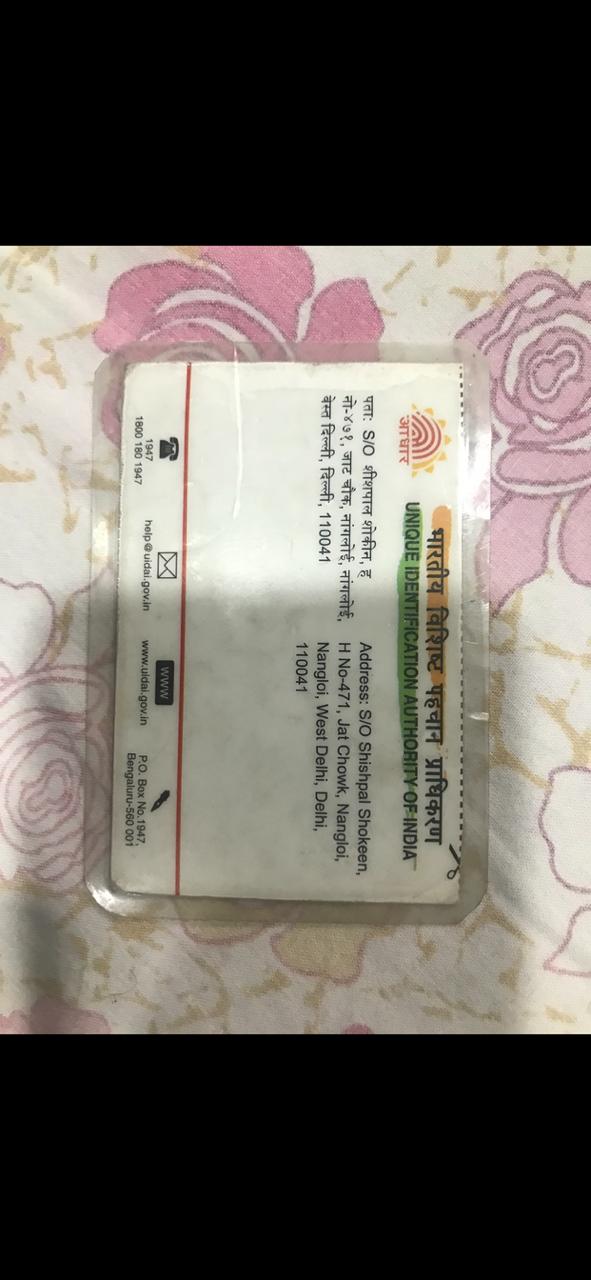 भारतीय विशिष्ट पहचान प्राधिकरण
UNIQUE IDENTIFICATION AUTHORITY OF INDIA
आधार
पता: S/O शीशपाल शोकीन, ह
नो-४७१, जाट चौक, नांगलोई, नांगलोई,
वेस्ट दिल्ली, दिल्ली, 110041
Address: S/O Shishpal Shokeen,
H No-471, Jat Chowk, Nangloi,
Nangloi, West Delhi, Delhi,
110041
1947
1800 180 1947
help@uidai.gov.in
www
www.uidai.gov.in
P.O. Box No.1947,
Bengaluru-560 001